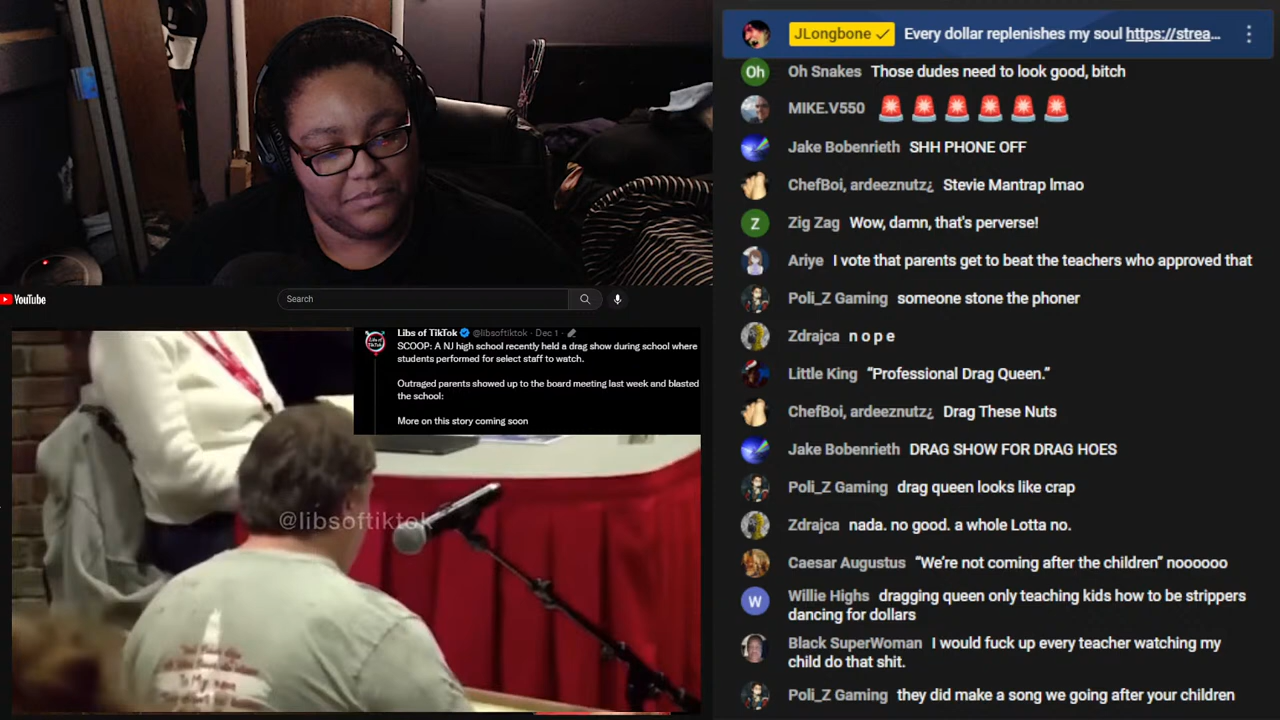 YouTube
Search
Libs of TikTok @libsoftiktok · Dec 1 ·
SCOOP: A NJ high school recently held a drag show during school where
students performed for select staff to watch.
Outraged parents showed up to the board meeting last week and blasted
the school:
More on this story coming soon
@libsoftiktok
To My
JLongbone ✓ Every dollar replenishes my soul https://strea...
Oh Oh Snakes Those dudes need to look good, bitch
MIKE.V550 🚨🚨🚨🚨🚨🚨
Jake Bobenrieth SHH PHONE OFF
ChefBoi, ardeeznutz¿ Stevie Mantrap lmao
Z Zig Zag Wow, damn, that's perverse!
Ariye I vote that parents get to beat the teachers who approved that
Poli_Z Gaming someone stone the phoner
Zdrajca n o p e
Little King “Professional Drag Queen.”
ChefBoi, ardeeznutz¿ Drag These Nuts
Jake Bobenrieth DRAG SHOW FOR DRAG HOES
Poli_Z Gaming drag queen looks like crap
Zdrajca nada. no good. a whole Lotta no.
Caesar Augustus “We’re not coming after the children” noooooo
W Willie Highs dragging queen only teaching kids how to be strippers
dancing for dollars
Black SuperWoman I would fuck up every teacher watching my
child do that shit.
Poli_Z Gaming they did make a song we going after your children